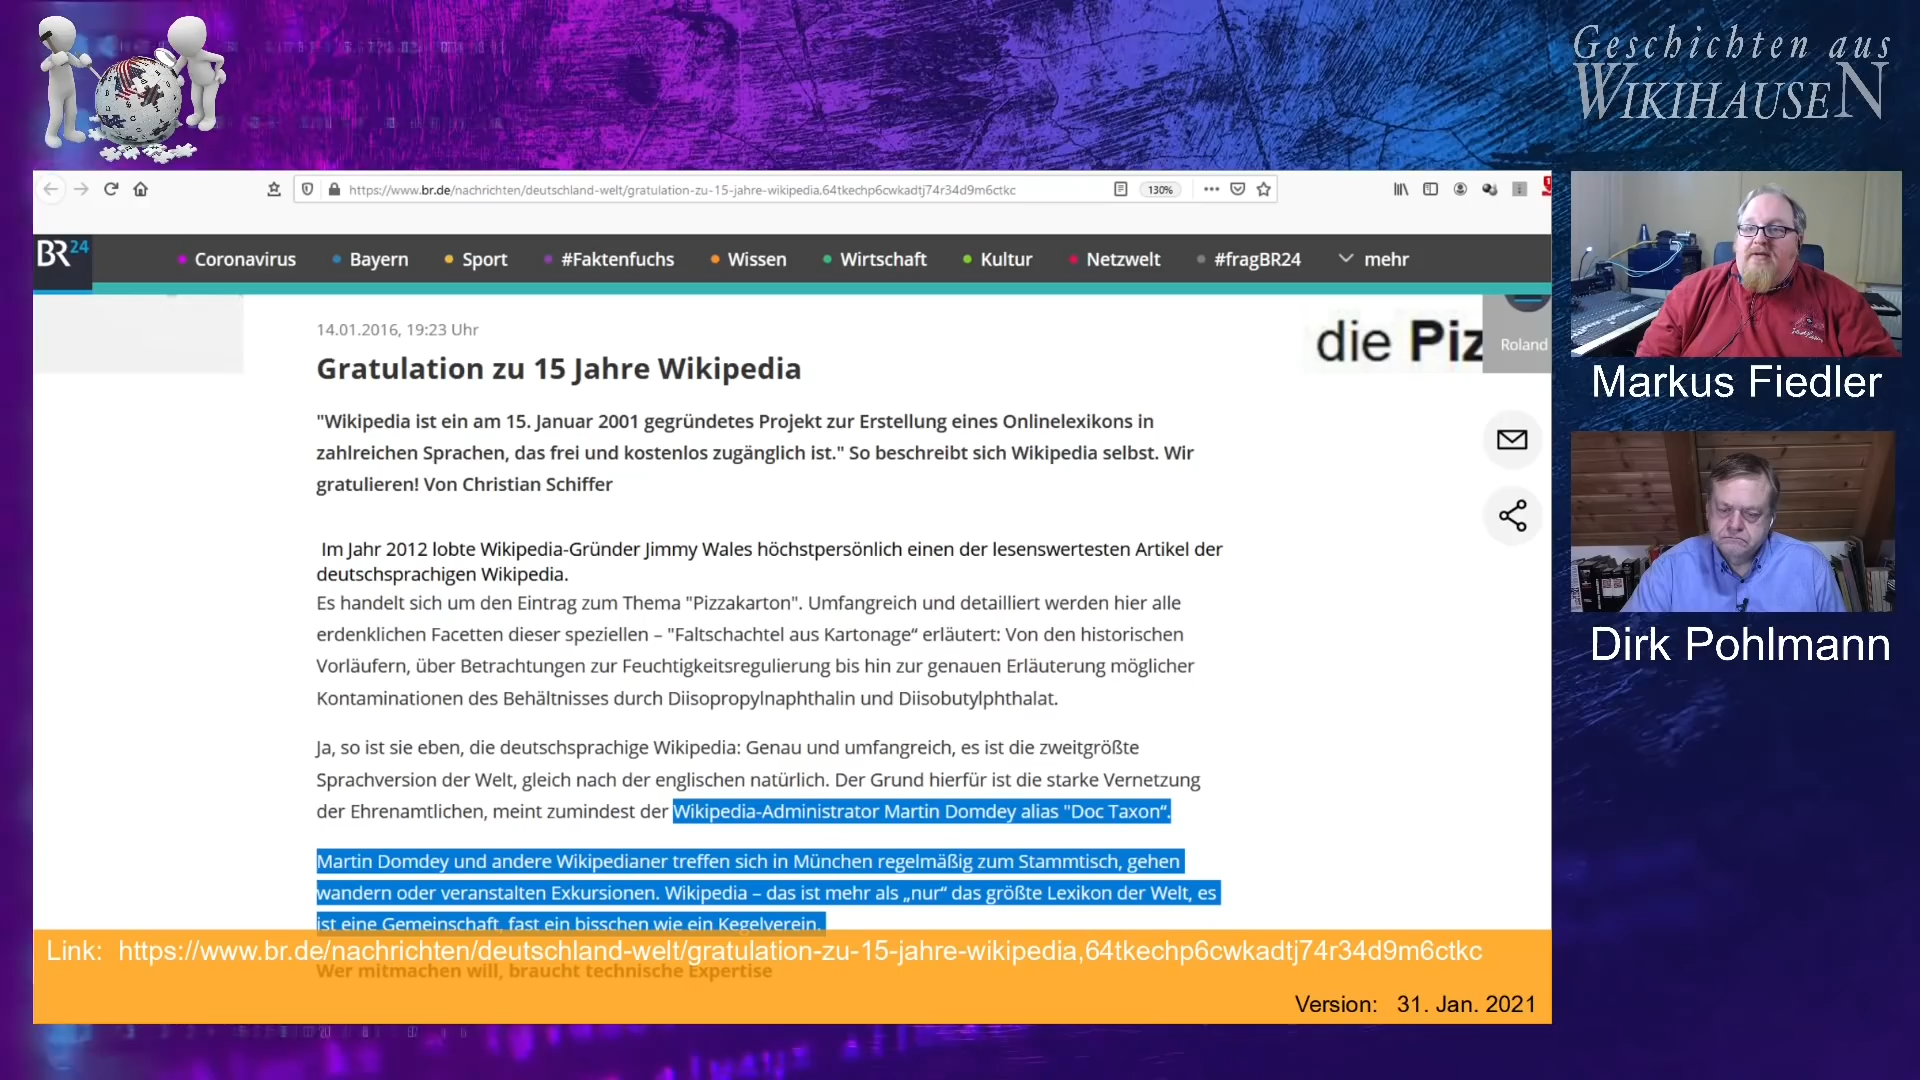 Geschichten aus
WIKIHAUSEN
https://www.br.de/nachrichten/deutschland-welt/gratulation-zu-15-jahre-wikipedia,64tkechp6cwkadtj74r34d9m6ctkc
130%
BR24
Coronavirus
Bayern
Sport
#Faktenfuchs
Wissen
Wirtschaft
Kultur
Netzwelt
#fragBR24
mehr
14.01.2016, 19:23 Uhr
die Piz
Roland
Gratulation zu 15 Jahre Wikipedia
"Wikipedia ist ein am 15. Januar 2001 gegründetes Projekt zur Erstellung eines Onlinelexikons in
zahlreichen Sprachen, das frei und kostenlos zugänglich ist." So beschreibt sich Wikipedia selbst. Wir
gratulieren! Von Christian Schiffer
Im Jahr 2012 lobte Wikipedia-Gründer Jimmy Wales höchstpersönlich einen der lesenswertesten Artikel der
deutschsprachigen Wikipedia.
Es handelt sich um den Eintrag zum Thema "Pizzakarton". Umfangreich und detailliert werden hier alle
erdenklichen Facetten dieser speziellen – "Faltschachtel aus Kartonage“ erläutert: Von den historischen
Vorläufern, über Betrachtungen zur Feuchtigkeitsregulierung bis hin zur genauen Erläuterung möglicher
Kontaminationen des Behältnisses durch Diisopropylnaphthalin und Diisobutylphthalat.
Ja, so ist sie eben, die deutschsprachige Wikipedia: Genau und umfangreich, es ist die zweitgrößte
Sprachversion der Welt, gleich nach der englischen natürlich. Der Grund hierfür ist die starke Vernetzung
der Ehrenamtlichen, meint zumindest der Wikipedia-Administrator Martin Domdey alias "Doc Taxon“.
Martin Domdey und andere Wikipedianer treffen sich in München regelmäßig zum Stammtisch, gehen
wandern oder veranstalten Exkursionen. Wikipedia – das ist mehr als „nur“ das größte Lexikon der Welt, es
ist eine Gemeinschaft, fast ein bisschen wie ein Kegelverein.
Link: https://www.br.de/nachrichten/deutschland-welt/gratulation-zu-15-jahre-wikipedia,64tkechp6cwkadtj74r34d9m6ctkc
Wer mitmachen will, braucht technische Expertise
Version: 31. Jan. 2021
Markus Fiedler
Dirk Pohlmann